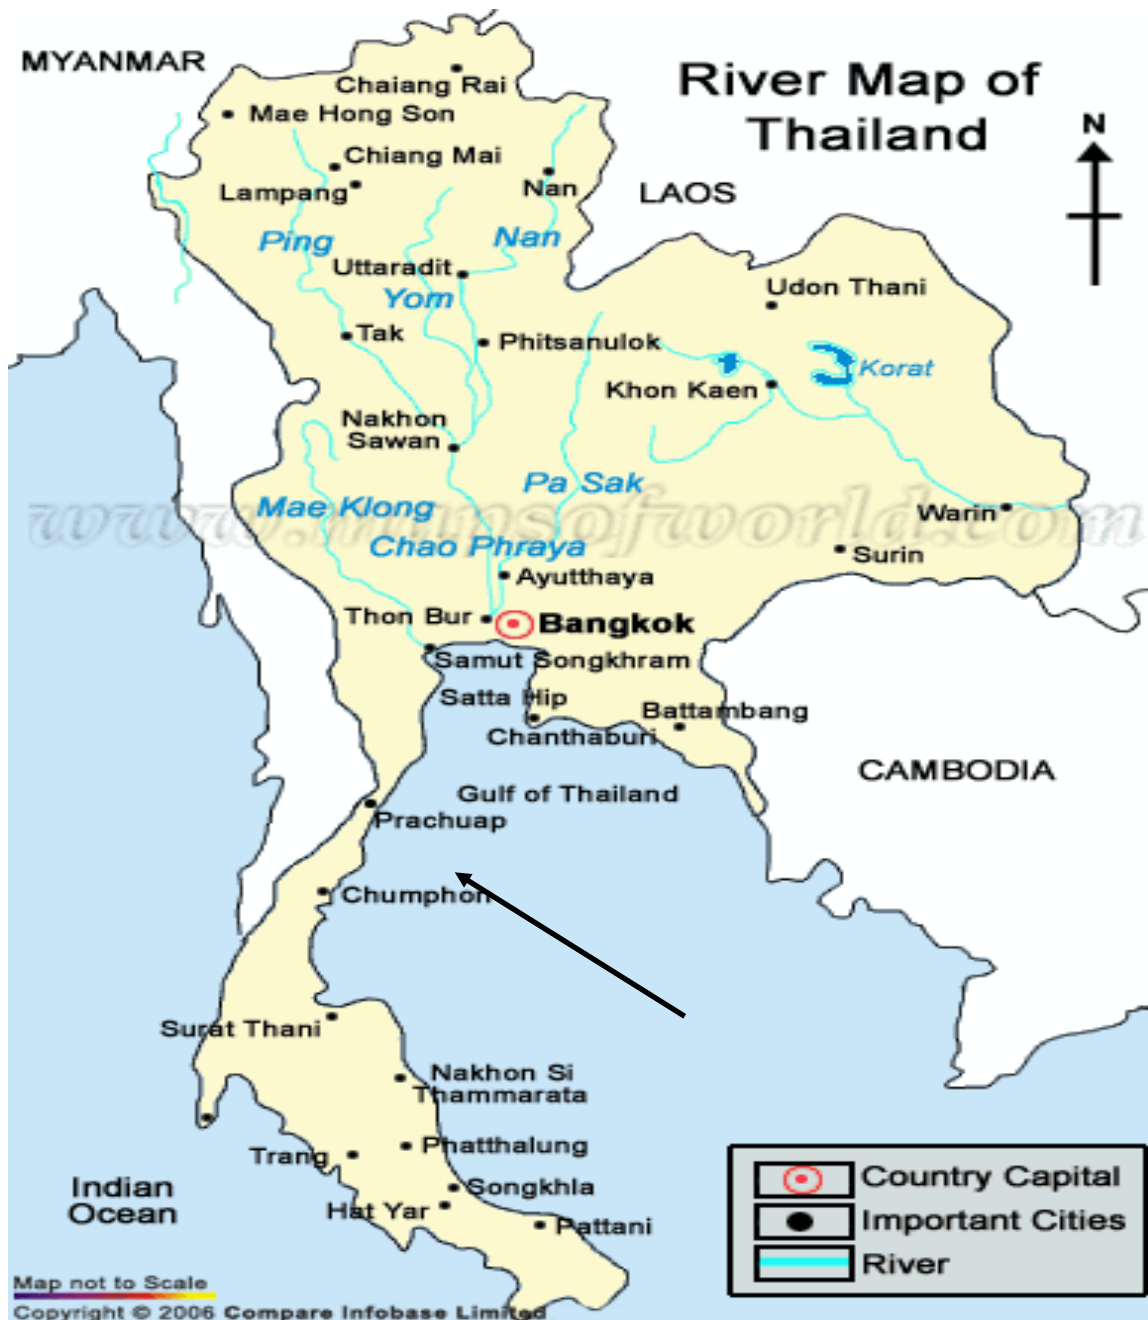 MYANMAR
River Map of
Thailand
N
Chaiang Rai
Mae Hong Son
Chiang Mai
Lampang
Nan
LAOS
Ping
Nan
Uttaradit
Yom
Udon Thani
Tak
Phitsanulok
Korat
Khon Kaen
Nakhon
Sawan
Pa Sak
Mae Klong
www.mapsofworld.com
Warin
Chao Phraya
Surin
Ayutthaya
Thon Bur
Bangkok
Samut Songkhram
Satta Hip
Battambang
Chanthaburi
CAMBODIA
Gulf of Thailand
Prachuap
Chumphon
Surat Thani
Nakhon Si
Thammarata
Phatthalung
Trang
Indian
Ocean
Songkhla
Hat Yar
Pattani
Country Capital
Important Cities
River
Map not to Scale
Copyright © 2006 Compare Infobase Limited